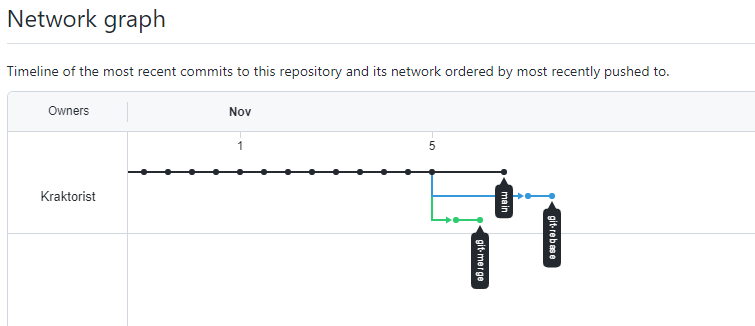 Network graph
Timeline of the most recent commits to this repository and its network ordered by most recently pushed to.
Owners
Nov
1
5
Kraktorist
main
git-rebase
git-merge